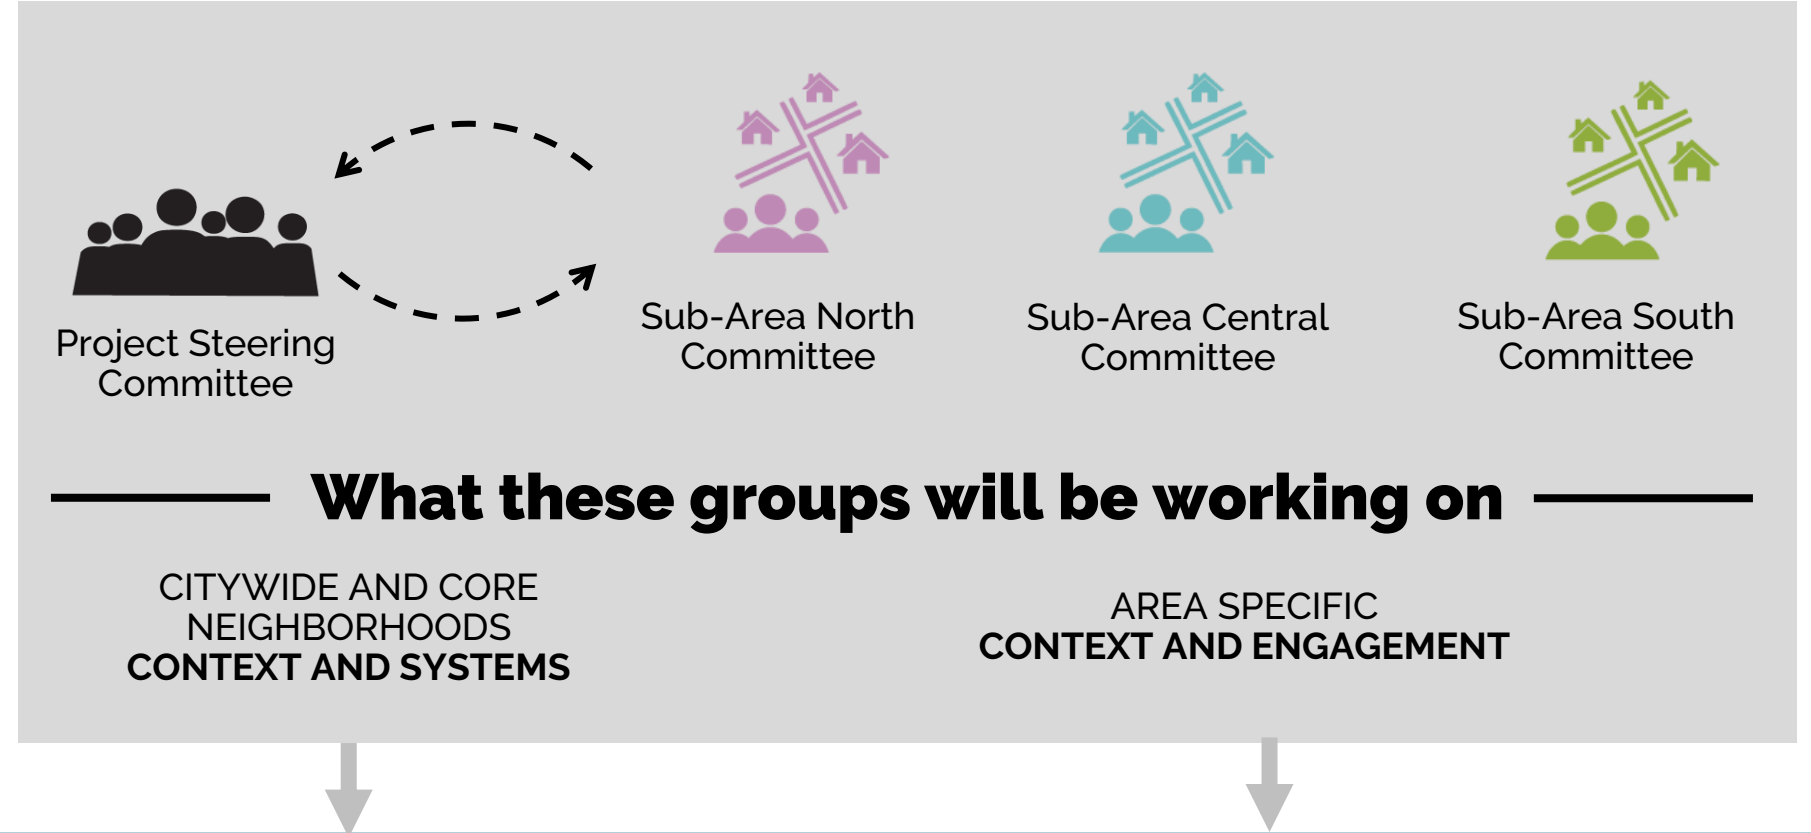 Project Steering
Committee
Sub-Area North
Committee
Sub-Area Central
Committee
Sub-Area South
Committee
What these groups will be working on
CITYWIDE AND CORE
NEIGHBORHOODS
CONTEXT AND SYSTEMS
AREA SPECIFIC
CONTEXT AND ENGAGEMENT